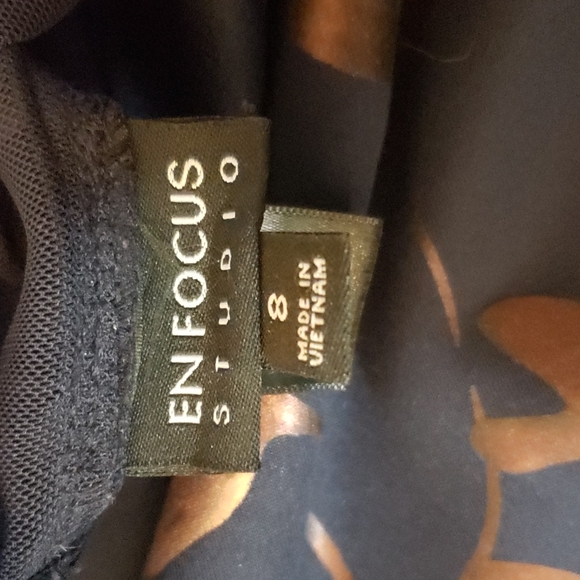 EN FOCUS
STUDIO
8
MADE IN
VIETNAM